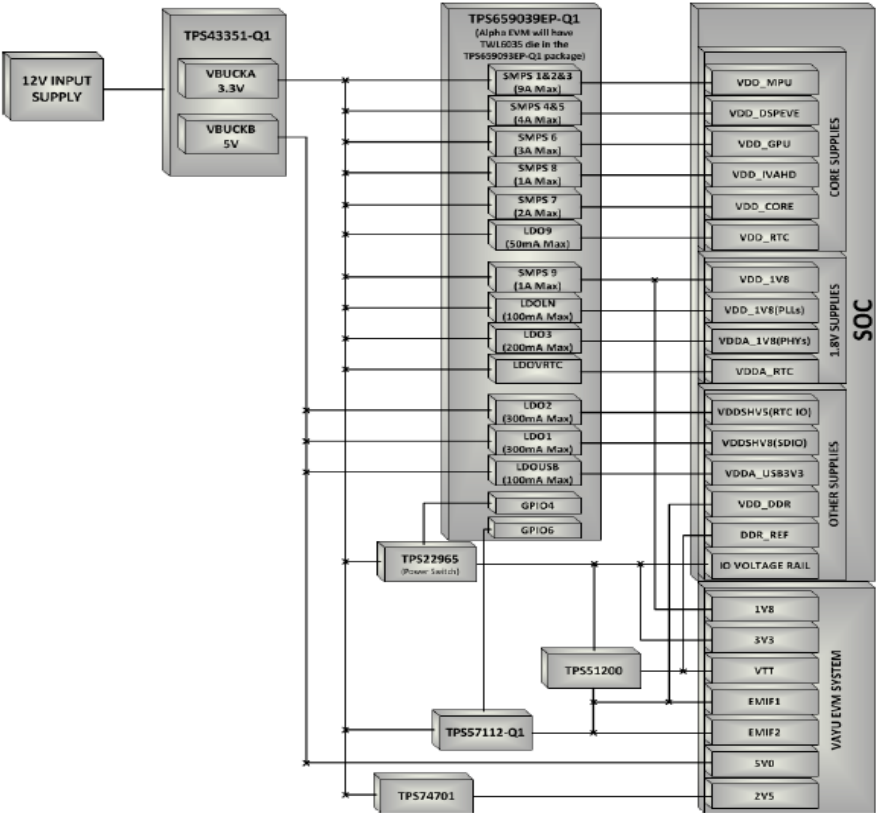 12V INPUT
SUPPLY
TPS43351-Q1
VBUCKA
3.3V
VBUCKB
5V
TPS659039EP-Q1
(Alpha EVM will have
TWL6035 die in the
TPS659093EP-Q1 package)
SMPS 1&2&3
(9A Max)
SMPS 4&5
(4A Max)
SMPS 6
(3A Max)
SMPS 8
(1A Max)
SMPS 7
(2A Max)
LDO9
(50mA Max)
SMPS 9
(1A Max)
LDOLN
(100mA Max)
LDO3
(200mA Max)
LDOVRTC
LDO2
(300mA Max)
LDO1
(300mA Max)
LDOUSB
(100mA Max)
GPIO4
GPIO6
TPS22965
(Power Switch)
TPS51200
TPS57112-Q1
TPS74701
VDD_MPU
VDD_DSPEVE
VDD_GPU
VDD_IVAHD
VDD_CORE
VDD_RTC
CORE SUPPLIES
VDD_1V8
VDD_1V8(PLLs)
VDDA_1V8(PHYs)
VDDA_RTC
1.8V SUPPLIES
VDDSHV5(RTC IO)
VDDSHV8(SDIO)
VDDA_USB3V3
VDD_DDR
DDR_REF
IO VOLTAGE RAIL
OTHER SUPPLIES
SOC
1V8
3V3
VTT
EMIF1
EMIF2
5V0
2V5
VAYU EVM SYSTEM